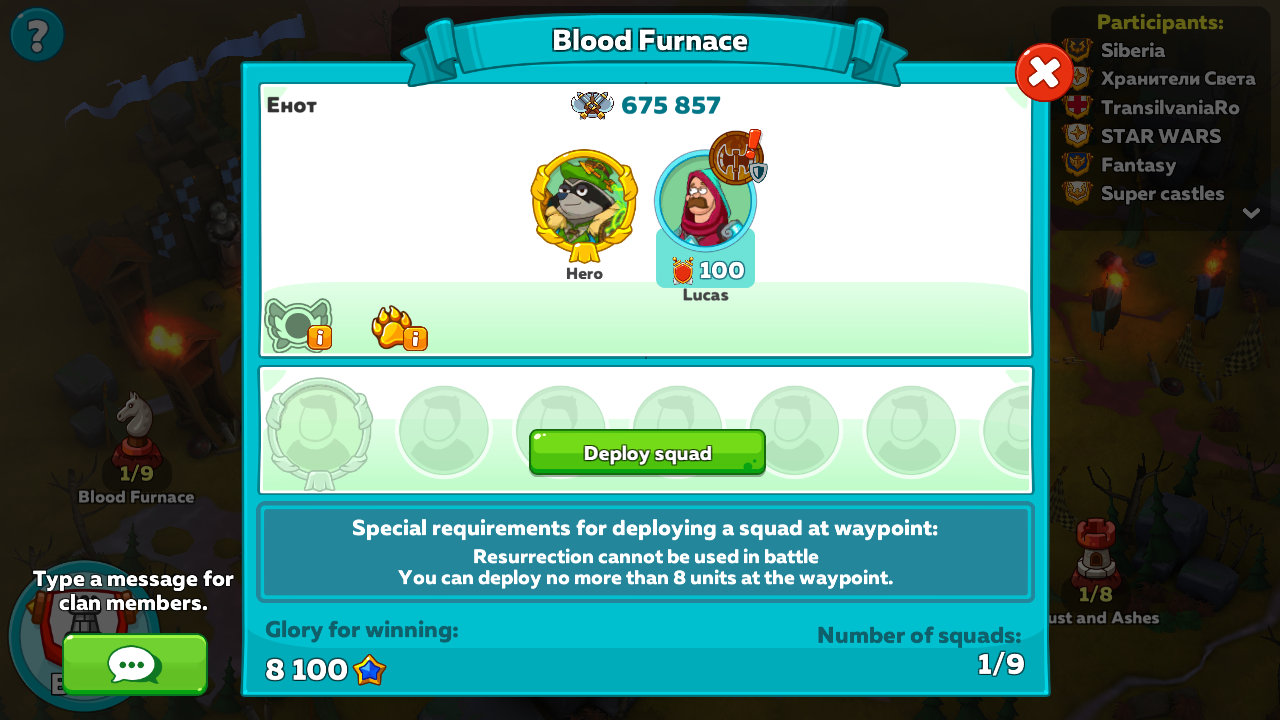 Blood Furnace
Participants:
Siberia
Хранители Света
TransilvaniaRo
STAR WARS
Fantasy
Super castles
Енот
675 857
Hero
100
Lucas
Deploy squad
Special requirements for deploying a squad at waypoint:
Resurrection cannot be used in battle
You can deploy no more than 8 units at the waypoint.
Glory for winning:
8 100
Number of squads:
1/9
1/9
Blood Furnace
Type a message for
clan members.
1/8
ust and Ashes